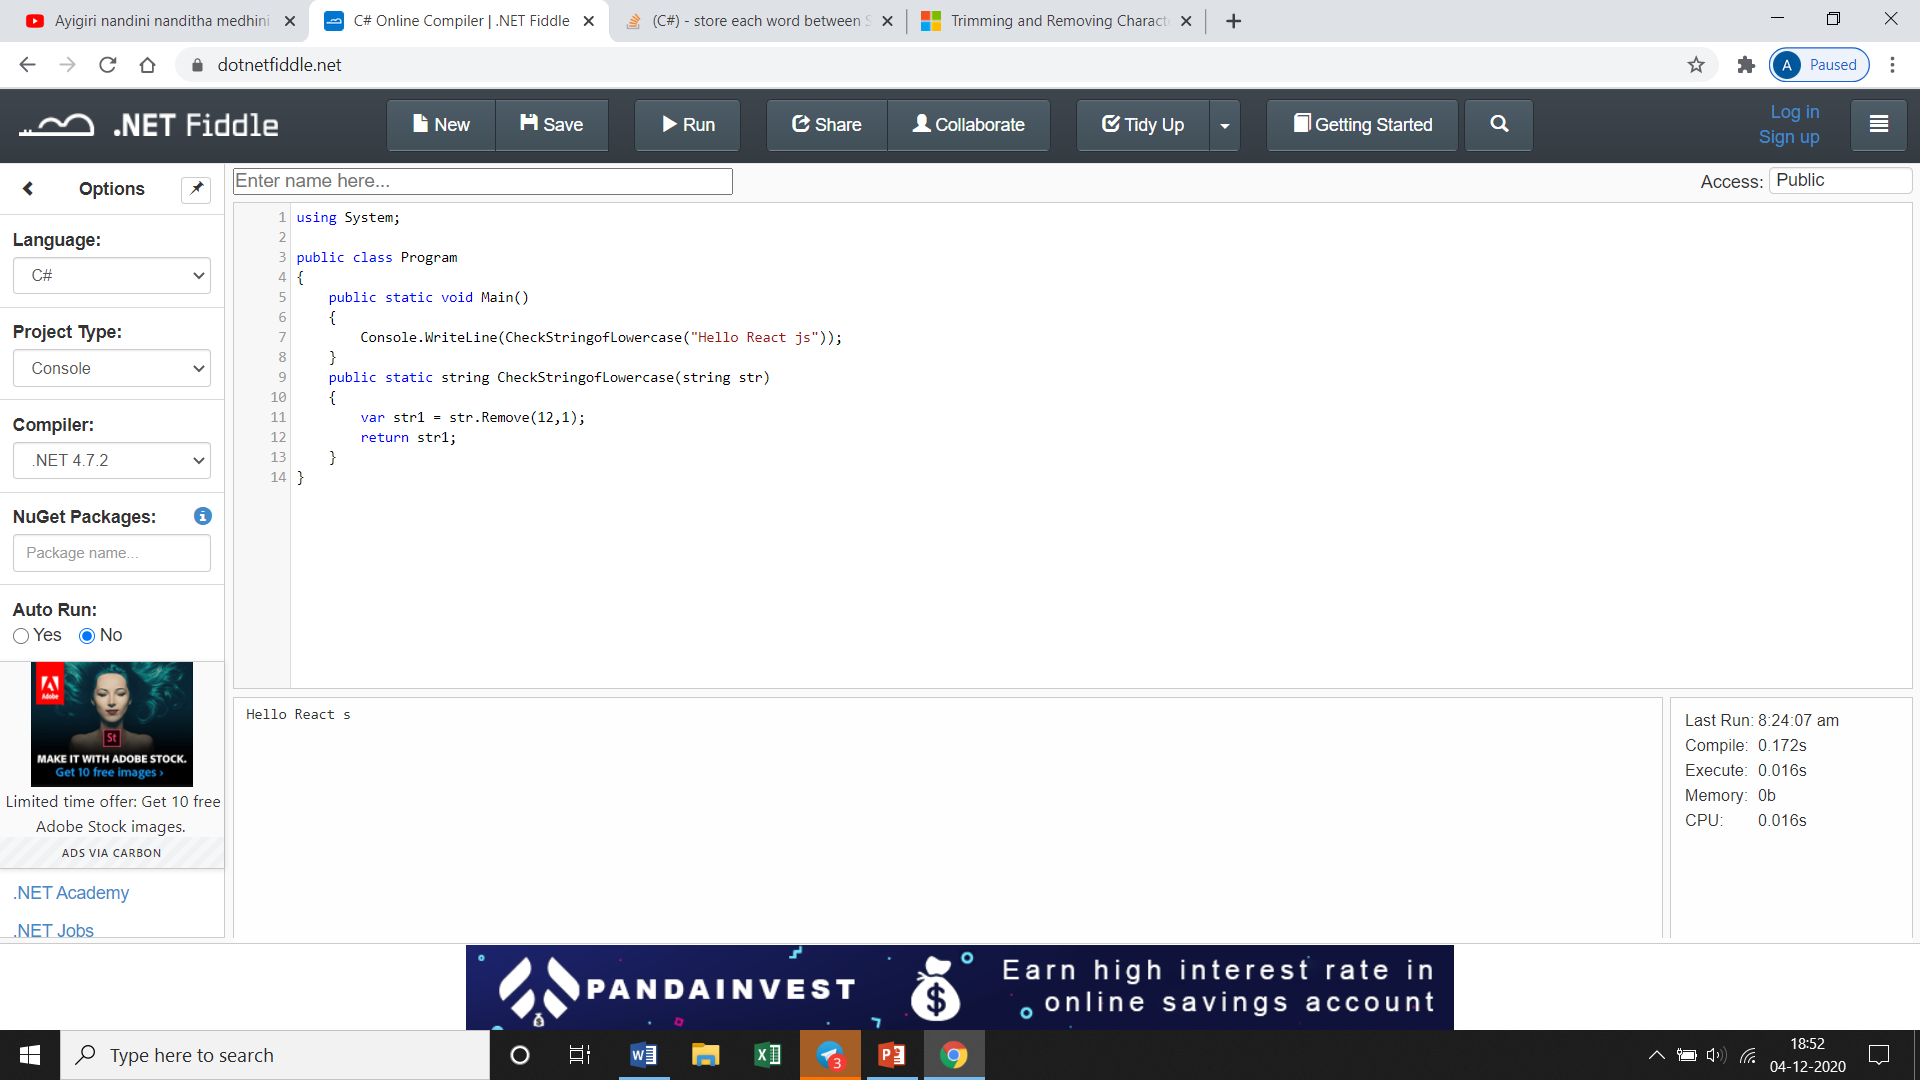 Ayigiri nandini nanditha medhini
C# Online Compiler | .NET Fiddle
(C#) - store each word between S
Trimming and Removing Characte
dotnetfiddle.net
A Paused
.NET Fiddle
New
Save
Run
Share
Collaborate
Tidy Up
Getting Started
Log in
Sign up
Options
Enter name here...
Access: Public
Language:
C#
Project Type:
Console
Compiler:
.NET 4.7.2
NuGet Packages:
Package name...
Auto Run:
Yes No
1 using System;
2
3 public class Program
4 {
5 public static void Main()
6 {
7 Console.WriteLine(CheckStringofLowercase("Hello React js"));
8 }
9 public static string CheckStringofLowercase(string str)
10 {
11 var str1 = str.Remove(12,1);
12 return str1;
13 }
14 }
Adobe
St
MAKE IT WITH ADOBE STOCK.
Get 10 free images ›
Limited time offer: Get 10 free
Adobe Stock images.
ADS VIA CARBON
.NET Academy
.NET Jobs
Hello React s
Last Run: 8:24:07 am
Compile: 0.172s
Execute: 0.016s
Memory: 0b
CPU: 0.016s
PANDAINVEST
$
Earn high interest rate in
online savings account
Type here to search
3
18:52
04-12-2020